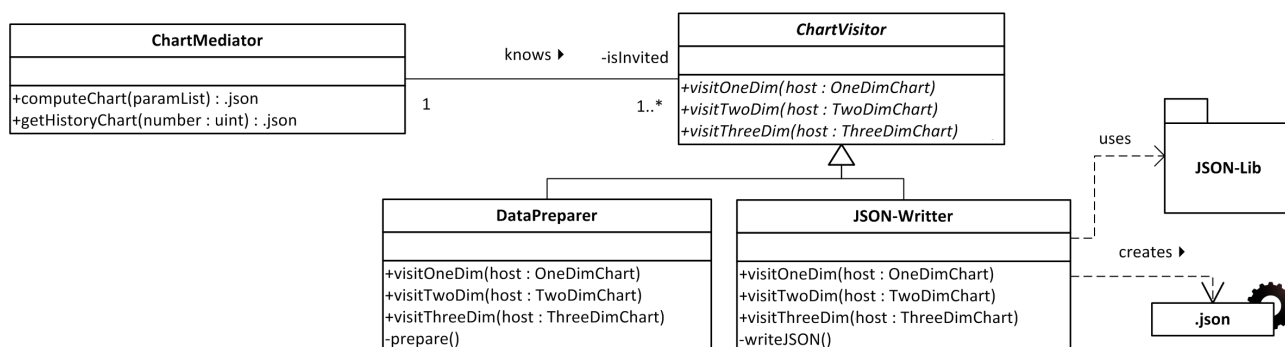 ChartMediator
+computeChart(paramList) : .json
+getHistoryChart(number : uint) : .json
knows
-isInvited
1
1..*
ChartVisitor
+visitOneDim(host : OneDimChart)
+visitTwoDim(host : TwoDimChart)
+visitThreeDim(host : ThreeDimChart)
DataPreparer
+visitOneDim(host : OneDimChart)
+visitTwoDim(host : TwoDimChart)
+visitThreeDim(host : ThreeDimChart)
-prepare()
JSON-Writter
+visitOneDim(host : OneDimChart)
+visitTwoDim(host : TwoDimChart)
+visitThreeDim(host : ThreeDimChart)
-writeJSON()
uses
JSON-Lib
creates
.json